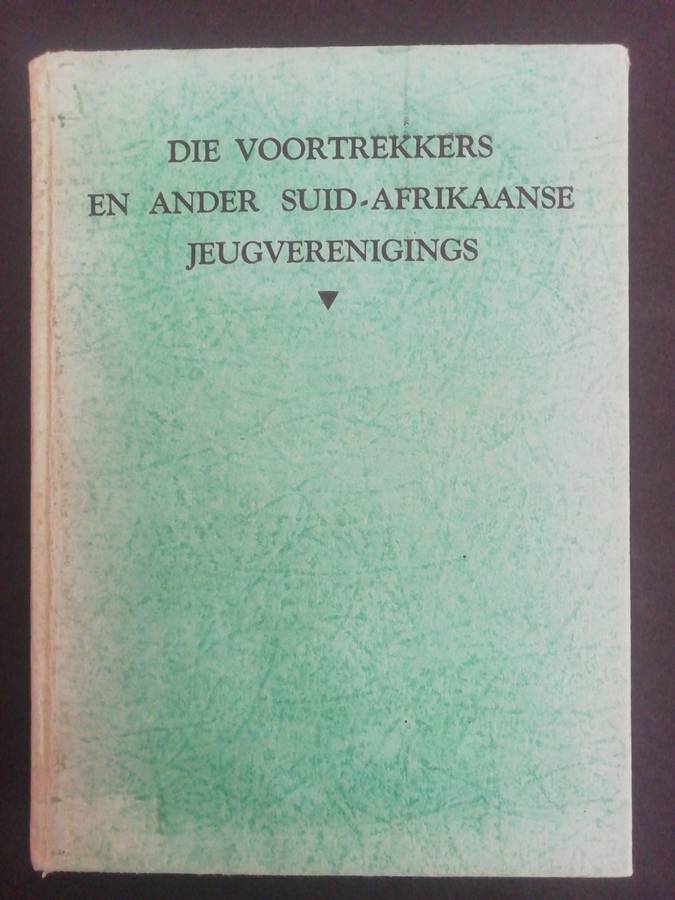 DIE VOORTREKKERS
EN ANDER SUID-AFRIKAANSE
JEUGVERENIGINGS